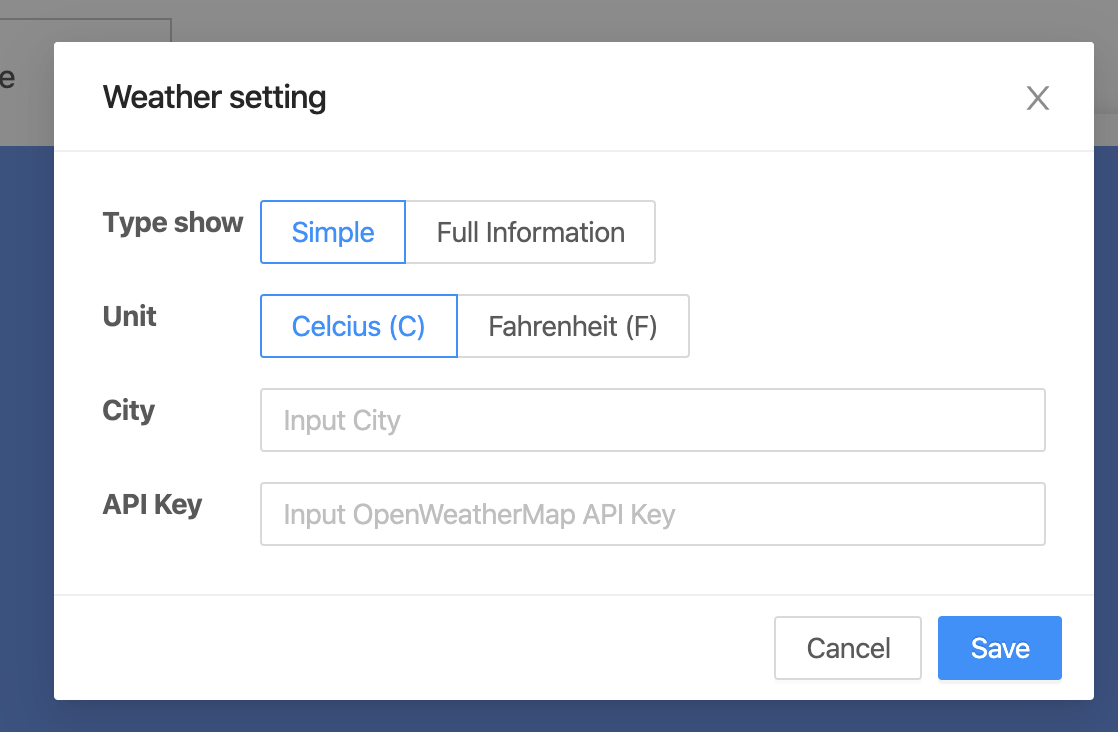 e
Weather setting
Type show
Simple
Full Information
Unit
Celcius (C)
Fahrenheit (F)
City
Input City
API Key
Input OpenWeatherMap API Key
Cancel
Save